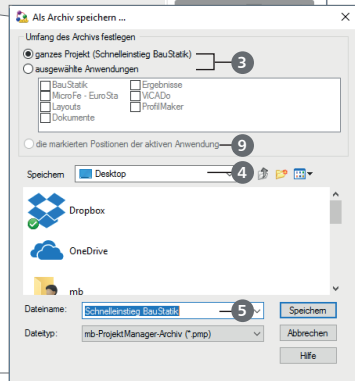 Als Archiv speichern ...
Umfang des Archivs festlegen
ganzes Projekt (Schnelleinstieg BauStatik)
3
ausgewählte Anwendungen
BauStatik Ergebnisse
MicroFe - EuroSta ViCADo
Layouts ProfilMaker
Dokumente
die markierten Positionen der aktiven Anwendung 9
Speichern Desktop 4
Dropbox
OneDrive
mb
Dateiname: Schnelleinstieg BauStatik 5 Speichern
Dateityp: mb-ProjektManager-Archiv (*.pmp) Abbrechen
Hilfe